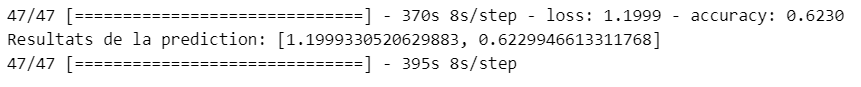 47/47 [==============================] - 370s 8s/step - loss: 1.1999 - accuracy: 0.6230
Resultats de la prediction: [1.1999330520629883, 0.6229946613311768]
47/47 [==============================] - 395s 8s/step